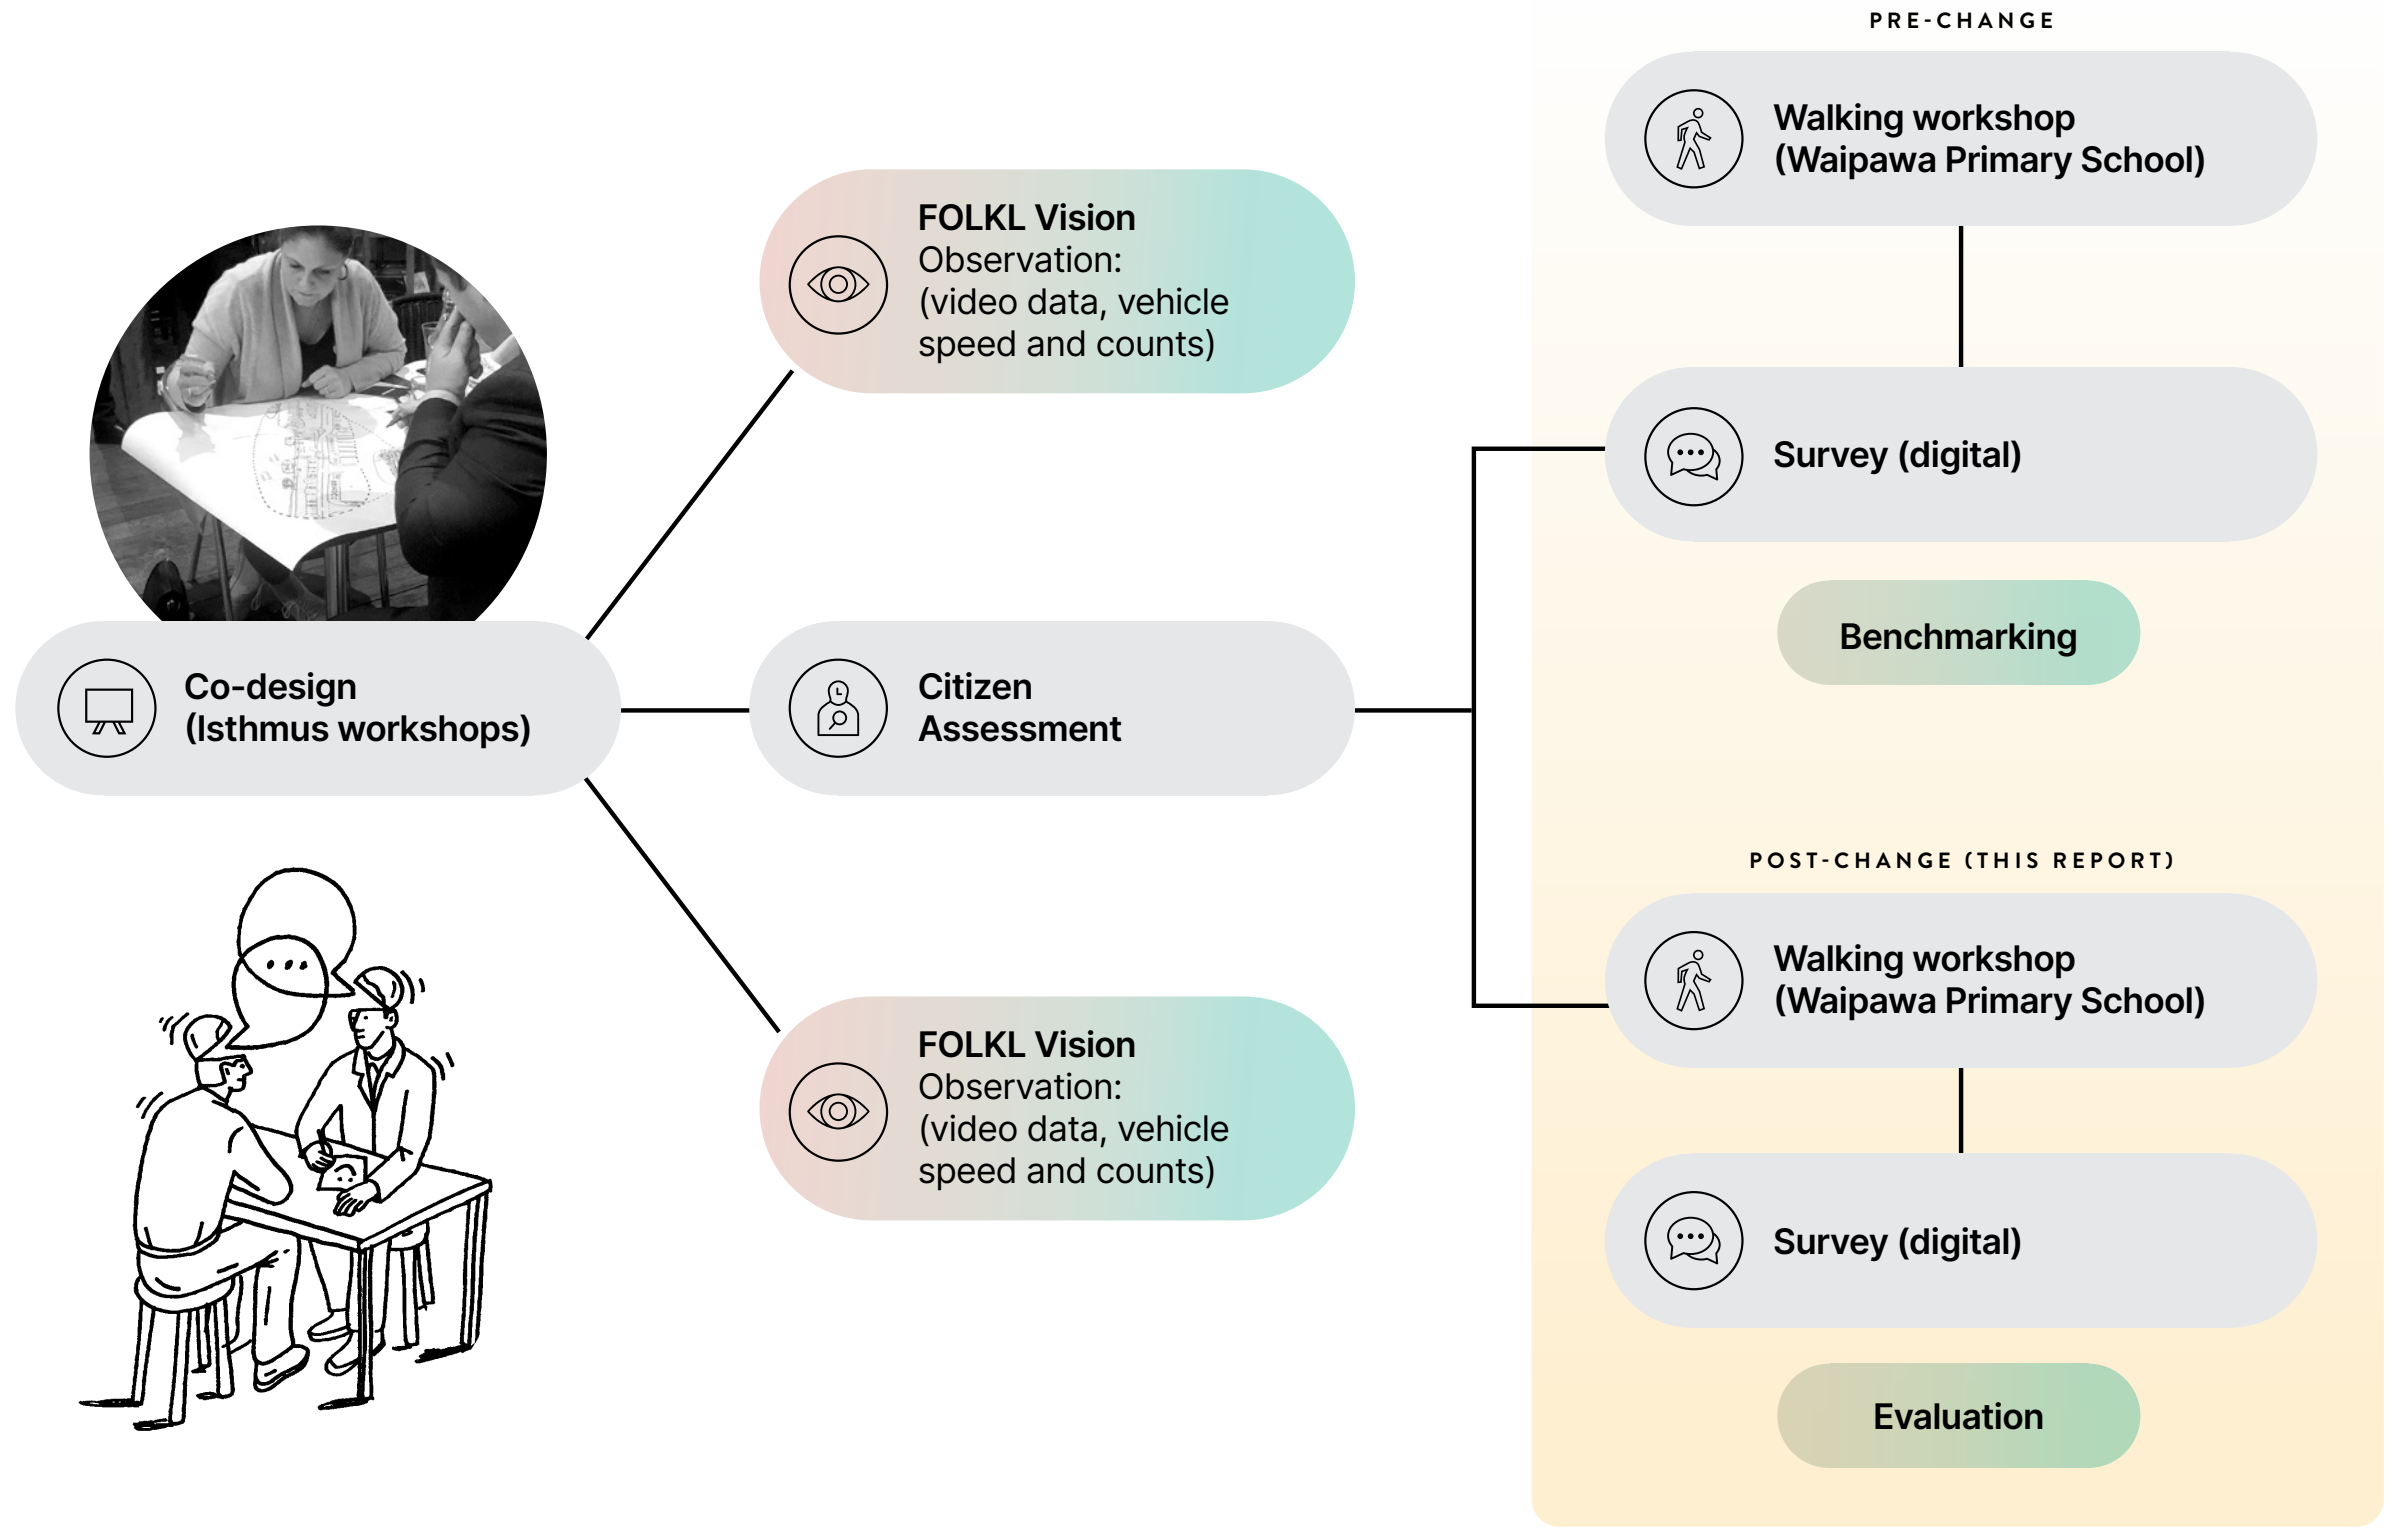 PRE-CHANGE
Walking workshop
(Waipawa Primary School)
Survey (digital)
Benchmarking
FOLKL Vision
Observation:
(video data, vehicle
speed and counts)
Co-design
(Isthmus workshops)
Citizen
Assessment
POST-CHANGE (THIS REPORT)
Walking workshop
(Waipawa Primary School)
Survey (digital)
Evaluation
FOLKL Vision
Observation:
(video data, vehicle
speed and counts)